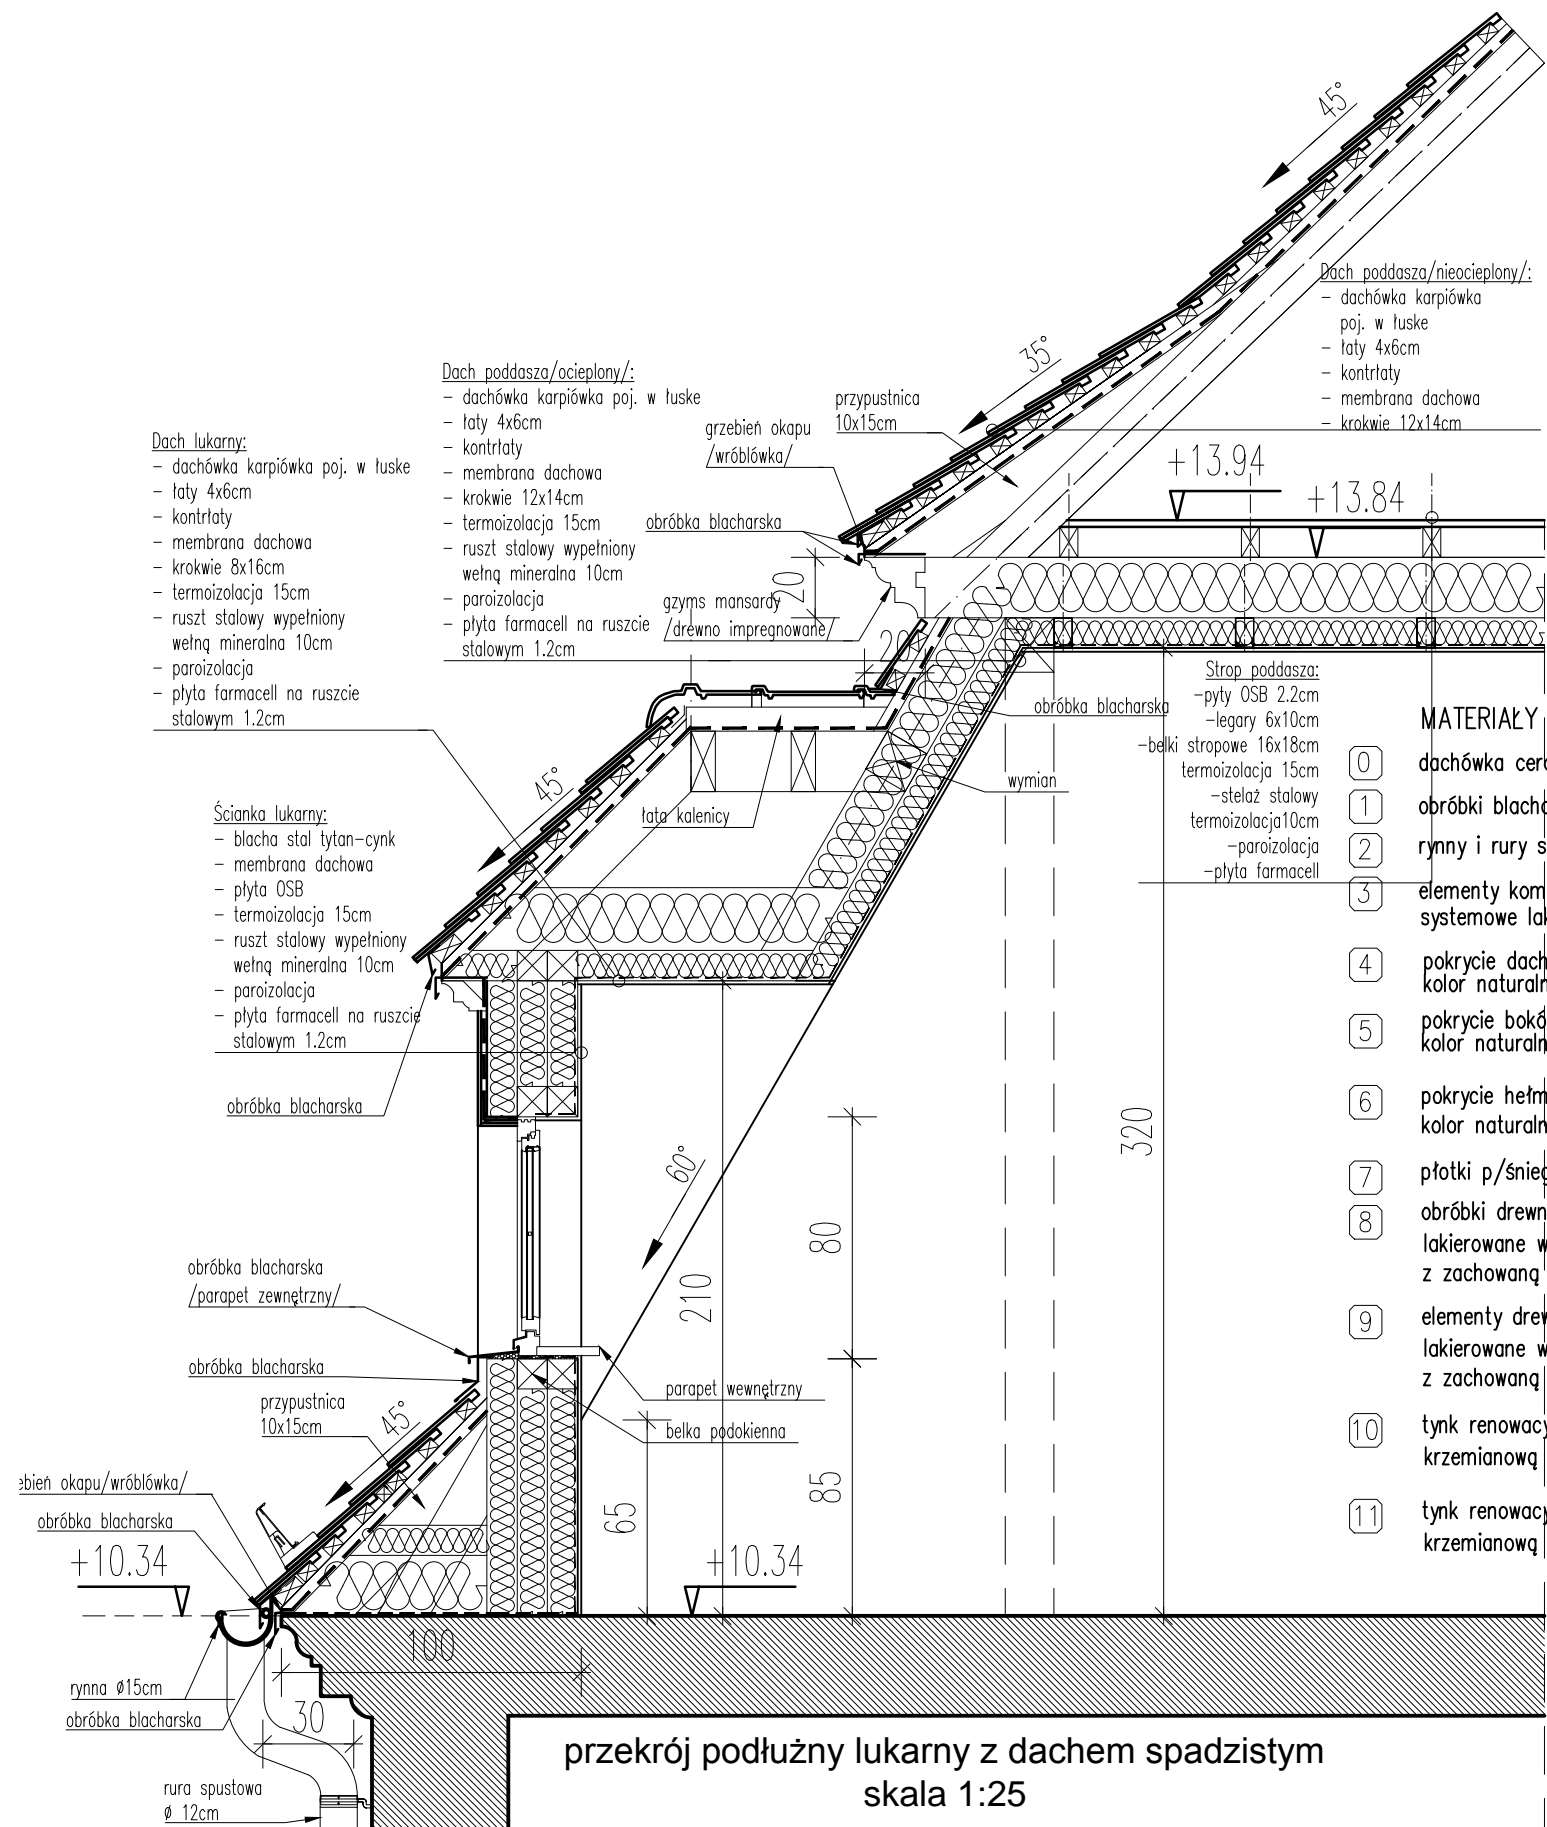 45°
35°
Dach poddasza/nieocieplony/:
– dachówka karpiówka
poj. w łuske
– łaty 4x6cm
– kontrłaty
– membrana dachowa
– krokwie 12x14cm
Dach poddasza/ocieplony/:
– dachówka karpiówka poj. w łuske
– łaty 4x6cm
– kontrłaty
– membrana dachowa
– krokwie 12x14cm
– termoizolacja 15cm
– ruszt stalowy wypełniony
wełną mineralna 10cm
– paroizolacja
– płyta farmacell na ruszcie
stalowym 1.2cm
Dach lukarny:
– dachówka karpiówka poj. w łuske
– łaty 4x6cm
– kontrłaty
– membrana dachowa
– krokwie 8x16cm
– termoizolacja 15cm
– ruszt stalowy wypełniony
wełną mineralna 10cm
– paroizolacja
– płyta farmacell na ruszcie
stalowym 1.2cm
przypustnica
10x15cm
grzebień okapu
/wróblówka/
obróbka blacharska
+13.94
+13.84
20
gzyms mansardy
/drewno impregnowane/
20
obróbka blacharska
Strop poddasza:
–pyty OSB 2.2cm
–legary 6x10cm
–belki stropowe 16x18cm
termoizolacja 15cm
–stelaż stalowy
termoizolacja10cm
–paroizolacja
–płyta farmacell
wymian
łata kalenicy
45°
Ścianka lukarny:
– blacha stal tytan–cynk
– membrana dachowa
– płyta OSB
– termoizolacja 15cm
– ruszt stalowy wypełniony
wełną mineralna 10cm
– paroizolacja
– płyta farmacell na ruszcie
stalowym 1.2cm
obróbka blacharska
MATERIAŁY
0 dachówka cer
1 obróbki blach
2 rynny i rury s
3 elementy kom
systemowe lak
4 pokrycie dach
kolor naturaln
5 pokrycie bokó
kolor naturaln
6 pokrycie hełm
kolor naturaln
7 płotki p/śnieg
8 obróbki drewn
lakierowane w
z zachowaną
9 elementy drew
lakierowane w
z zachowaną
10 tynk renowacy
krzemianową
11 tynk renowacy
krzemianową
60°
320
80
210
85
65
obróbka blacharska
/parapet zewnętrzny/
obróbka blacharska
przypustnica
10x15cm
45°
parapet wewnętrzny
belka podokienna
ebień okapu/wróblówka/
obróbka blacharska
+10.34
+10.34
100
30
rynna ø15cm
obróbka blacharska
rura spustowa
ø 12cm
przekrój podłużny lukarny z dachem spadzistym
skala 1:25